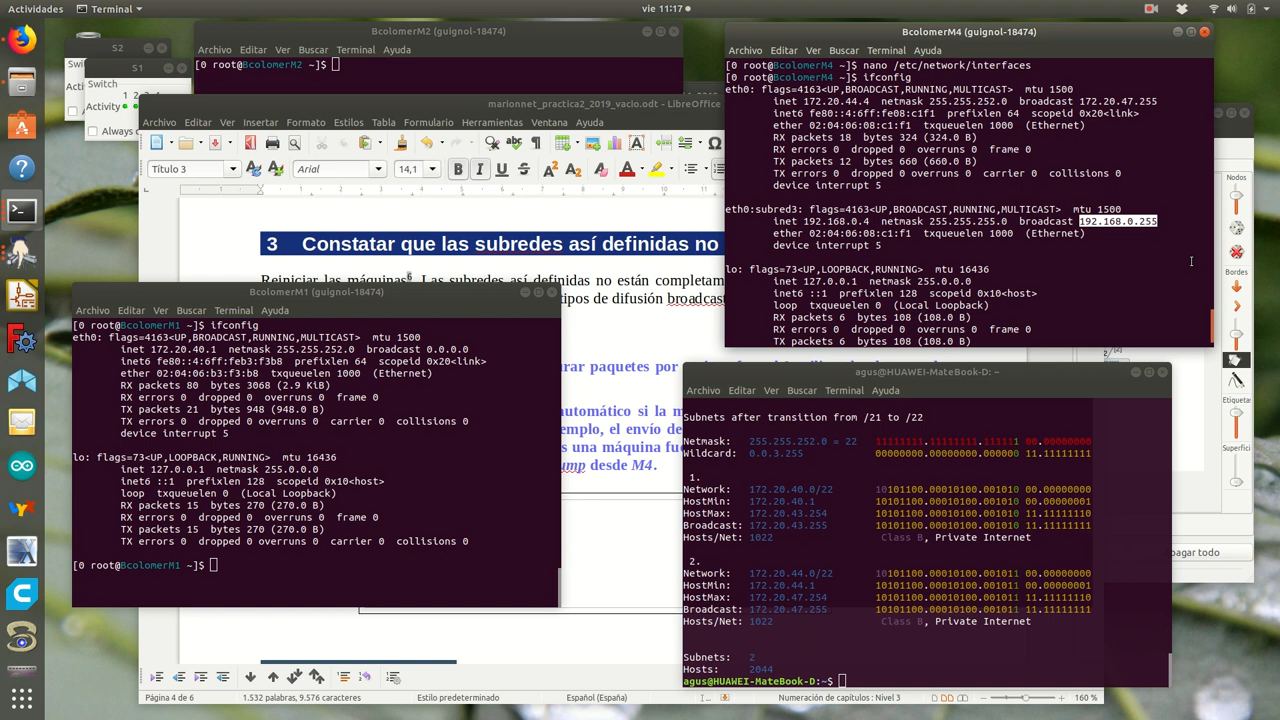 Actividades
Terminal
vie 11:17
S2
S1
Switch
1 2 3 4
Activity
Always
BcolomerM2 (guignol-18474)
Archivo Editar Ver Buscar Terminal Ayuda
[0 root@BcolomerM2 ~]$
marionnet_practica2_2019_vacio.odt - LibreOffice
Archivo Editar Ver Insertar Formato Estilos Tabla Formulario Herramientas Ventana Ayuda
Título 3
Arial
14,1
3 Constatar que las subredes así definidas no
Reiniciar las máquinas6. Las subredes así definidas no están completam
tipos de difusión broadcast
urar paquetes por
automático si la m
emplo, el envío de
s una máquina fue
ump desde M4.
Página 4 de 6
1.532 palabras, 9.576 caracteres
Estilo predeterminado
Español (España)
Numeración de capítulos : Nivel 3
160 %
BcolomerM1 (guignol-18474)
Archivo Editar Ver Buscar Terminal Ayuda
[0 root@BcolomerM1 ~]$ ifconfig
eth0: flags=4163<UP,BROADCAST,RUNNING,MULTICAST> mtu 1500
inet 172.20.40.1 netmask 255.255.252.0 broadcast 0.0.0.0
inet6 fe80::4:6ff:feb3:f3b8 prefixlen 64 scopeid 0x20<link>
ether 02:04:06:b3:f3:b8 txqueuelen 1000 (Ethernet)
RX packets 80 bytes 3068 (2.9 KiB)
RX errors 0 dropped 0 overruns 0 frame 0
TX packets 21 bytes 948 (948.0 B)
TX errors 0 dropped 0 overruns 0 carrier 0 collisions 0
device interrupt 5
lo: flags=73<UP,LOOPBACK,RUNNING> mtu 16436
inet 127.0.0.1 netmask 255.0.0.0
inet6 ::1 prefixlen 128 scopeid 0x10<host>
loop txqueuelen 0 (Local Loopback)
RX packets 15 bytes 270 (270.0 B)
RX errors 0 dropped 0 overruns 0 frame 0
TX packets 15 bytes 270 (270.0 B)
TX errors 0 dropped 0 overruns 0 carrier 0 collisions 0
[0 root@BcolomerM1 ~]$
BcolomerM4 (guignol-18474)
Archivo Editar Ver Buscar Terminal Ayuda
[0 root@BcolomerM4 ~]$ nano /etc/network/interfaces
[0 root@BcolomerM4 ~]$ ifconfig
eth0: flags=4163<UP,BROADCAST,RUNNING,MULTICAST> mtu 1500
inet 172.20.44.4 netmask 255.255.252.0 broadcast 172.20.47.255
inet6 fe80::4:6ff:fe08:c1f1 prefixlen 64 scopeid 0x20<link>
ether 02:04:06:08:c1:f1 txqueuelen 1000 (Ethernet)
RX packets 18 bytes 324 (324.0 B)
RX errors 0 dropped 0 overruns 0 frame 0
TX packets 12 bytes 660 (660.0 B)
TX errors 0 dropped 0 overruns 0 carrier 0 collisions 0
device interrupt 5
eth0:subred3: flags=4163<UP,BROADCAST,RUNNING,MULTICAST> mtu 1500
inet 192.168.0.4 netmask 255.255.255.0 broadcast 192.168.0.255
ether 02:04:06:08:c1:f1 txqueuelen 1000 (Ethernet)
device interrupt 5
lo: flags=73<UP,LOOPBACK,RUNNING> mtu 16436
inet 127.0.0.1 netmask 255.0.0.0
inet6 ::1 prefixlen 128 scopeid 0x10<host>
loop txqueuelen 0 (Local Loopback)
RX packets 6 bytes 108 (108.0 B)
RX errors 0 dropped 0 overruns 0 frame 0
TX packets 6 bytes 108 (108.0 B)
agus@HUAWEI-MateBook-D: ~
Archivo Editar Ver Buscar Terminal Ayuda
Subnets after transition from /21 to /22
Netmask: 255.255.252.0 = 22 11111111.11111111.111111 00.00000000
Wildcard: 0.0.3.255 00000000.00000000.000000 11.11111111
1.
Network: 172.20.40.0/22 10101100.00010100.001010 00.00000000
HostMin: 172.20.40.1 10101100.00010100.001010 00.00000001
HostMax: 172.20.43.254 10101100.00010100.001010 11.11111110
Broadcast: 172.20.43.255 10101100.00010100.001010 11.11111111
Hosts/Net: 1022 Class B, Private Internet
2.
Network: 172.20.44.0/22 10101100.00010100.001011 00.00000000
HostMin: 172.20.44.1 10101100.00010100.001011 00.00000001
HostMax: 172.20.47.254 10101100.00010100.001011 11.11111110
Broadcast: 172.20.47.255 10101100.00010100.001011 11.11111111
Hosts/Net: 1022 Class B, Private Internet
Subnets: 2
Hosts: 2044
agus@HUAWEI-MateBook-D:~$
Nodos
Bordes
Etiquetas
Superfici
pagar todo